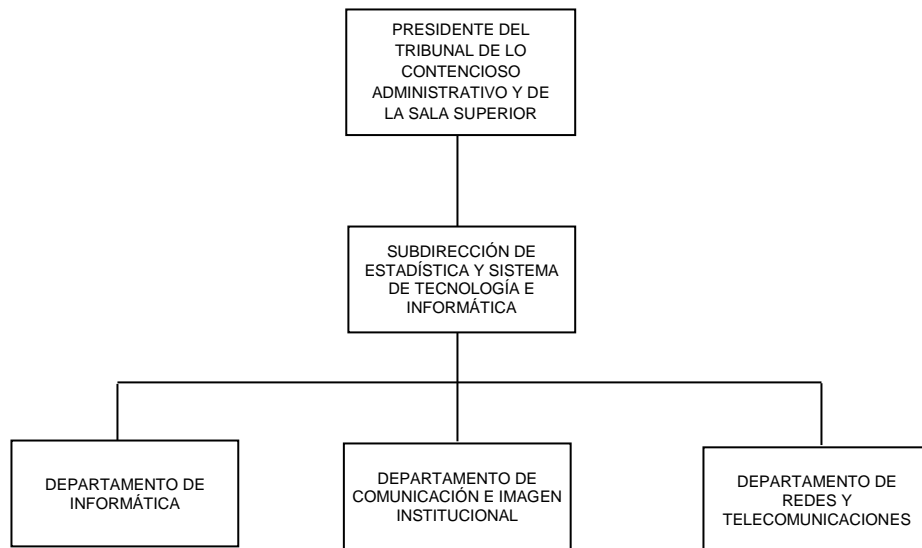 PRESIDENTE DEL
TRIBUNAL DE LO
CONTENCIOSO
ADMINISTRATIVO Y DE
LA SALA SUPERIOR
SUBDIRECCIÓN DE
ESTADÍSTICA Y SISTEMA
DE TECNOLOGÍA E
INFORMÁTICA
DEPARTAMENTO DE
INFORMÁTICA
DEPARTAMENTO DE
COMUNICACIÓN E IMAGEN
INSTITUCIONAL
DEPARTAMENTO DE
REDES Y
TELECOMUNICACIONES